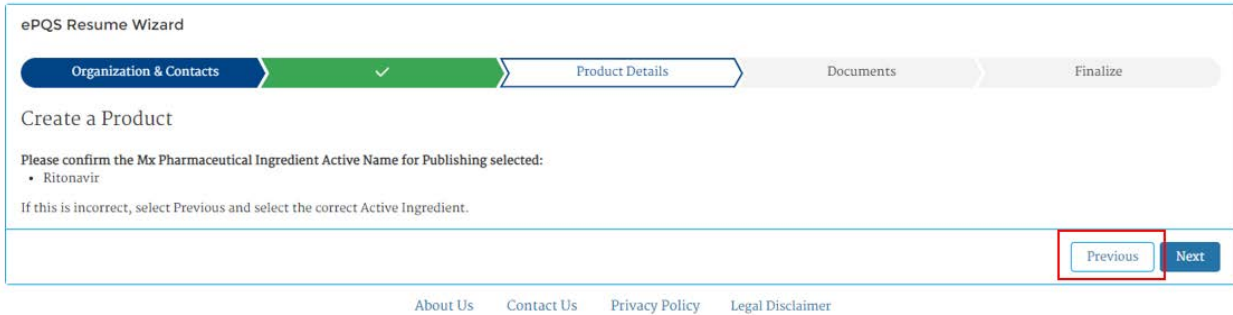 ePQS Resume Wizard
Organization & Contacts Product Details Documents Finalize
Create a Product
Please confirm the Mx Pharmaceutical Ingredient Active Name for Publishing selected:
• Ritonavir
If this is incorrect, select Previous and select the correct Active Ingredient.
Previous Next
About Us Contact Us Privacy Policy Legal Disclaimer